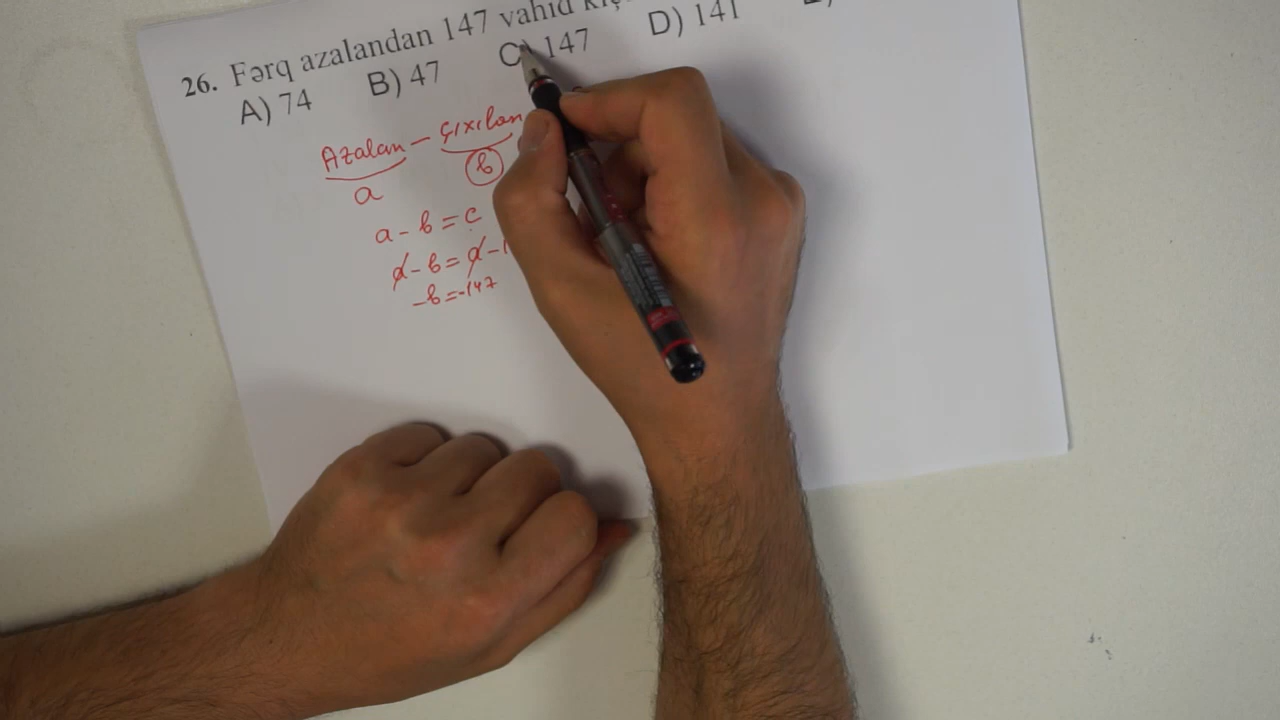 26. Fərq azalandan 147 vahid
A) 74 B) 47 C) 147 D) 141
Azalan – Çıxılan
a b
a - b = c
a - b = a -
-b = -147